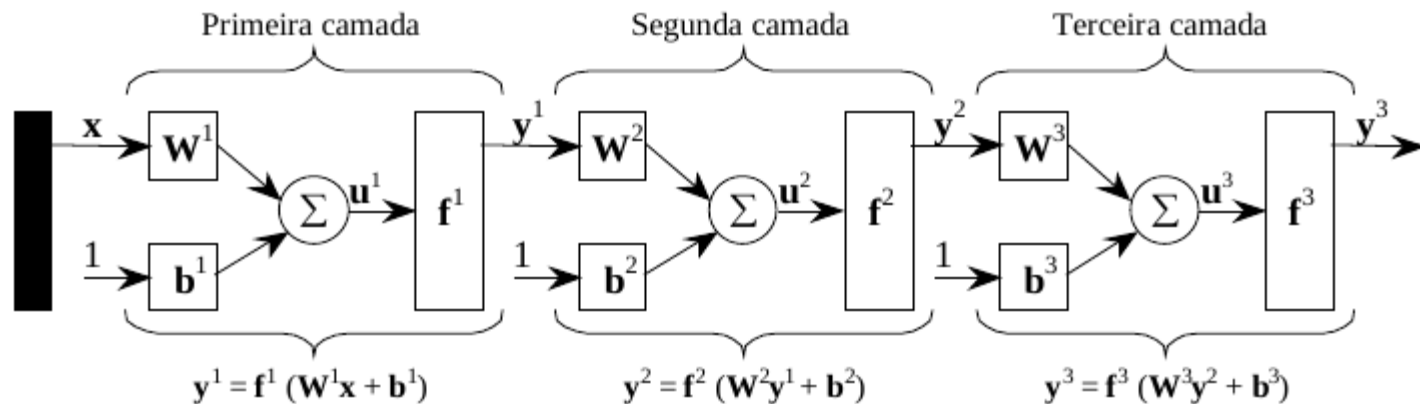 Primeira camada Segunda camada Terceira camada
x W¹ y¹ W² y² W³ y³
Σ u¹ f¹ Σ u² f² Σ u³ f³
1 b¹ 1 b² 1 b³
y¹ = f¹ (W¹x + b¹) y² = f² (W²y¹ + b²) y³ = f³ (W³y² + b³)